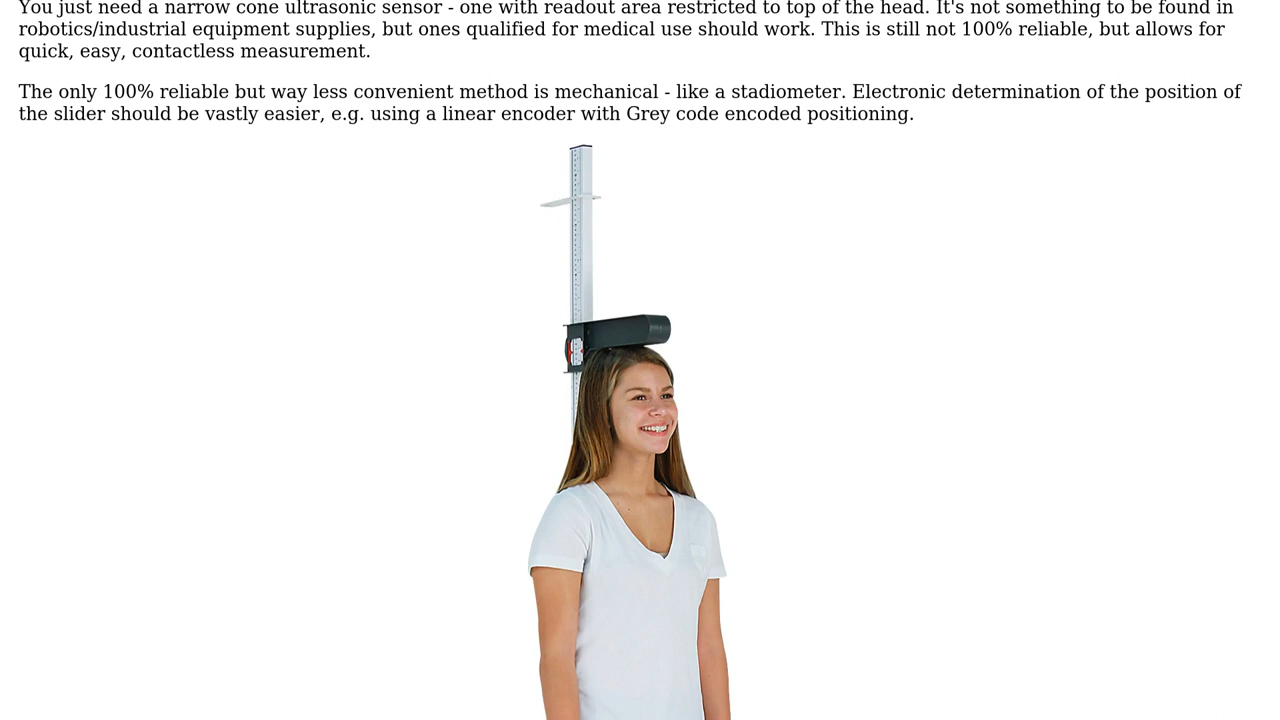 You just need a narrow cone ultrasonic sensor - one with readout area restricted to top of the head. It's not something to be found in
robotics/industrial equipment supplies, but ones qualified for medical use should work. This is still not 100% reliable, but allows for
quick, easy, contactless measurement.
The only 100% reliable but way less convenient method is mechanical - like a stadiometer. Electronic determination of the position of
the slider should be vastly easier, e.g. using a linear encoder with Grey code encoded positioning.